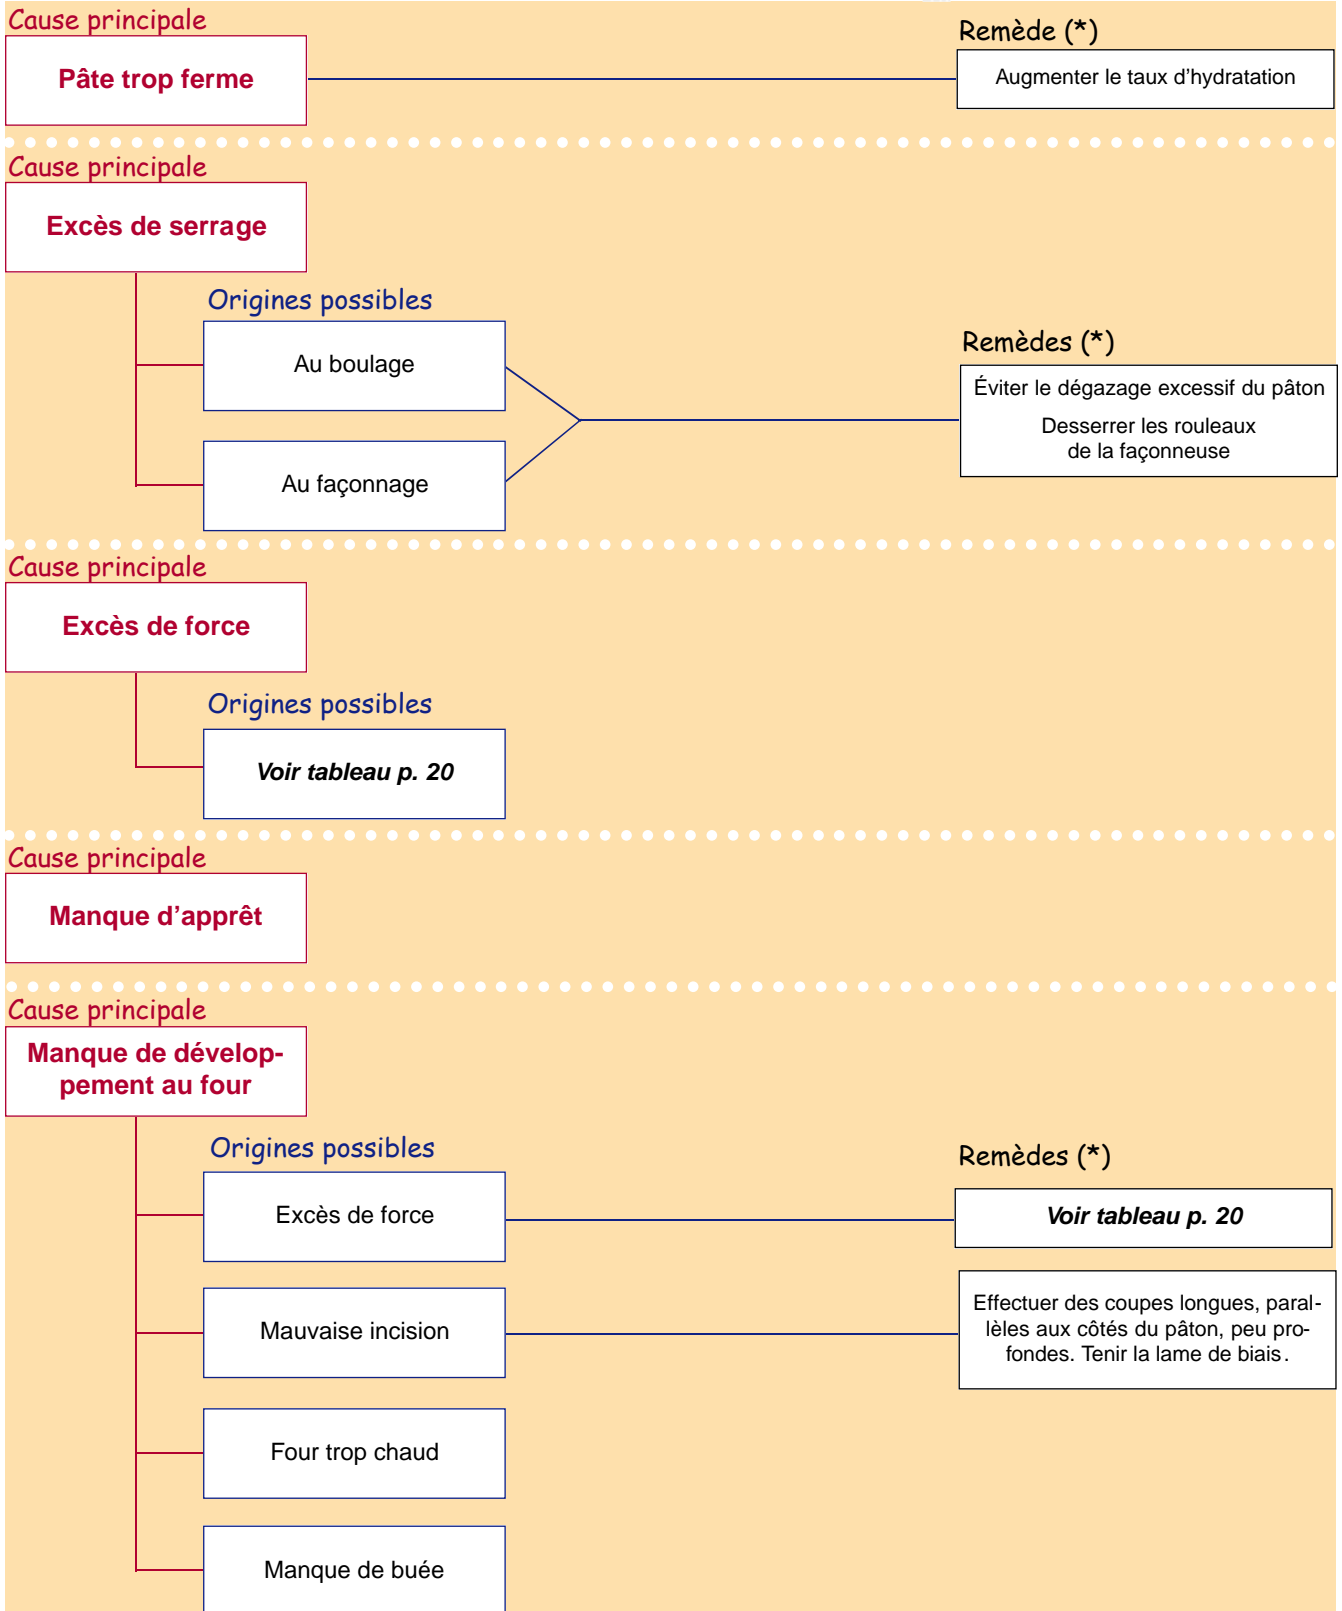 Cause principale
Remède (*)
Pâte trop ferme
Augmenter le taux d'hydratation
Cause principale
Excès de serrage
Origines possibles
Au boulage
Remèdes (*)
Éviter le dégazage excessif du pâton
Desserrer les rouleaux
de la façonneuse
Au façonnage
Cause principale
Excès de force
Origines possibles
Voir tableau p. 20
Cause principale
Manque d'apprêt
Cause principale
Manque de dévelop-
pement au four
Origines possibles
Remèdes (*)
Excès de force
Voir tableau p. 20
Mauvaise incision
Effectuer des coupes longues, paral-
lèles aux côtés du pâton, peu pro-
fondes. Tenir la lame de biais.
Four trop chaud
Manque de buée